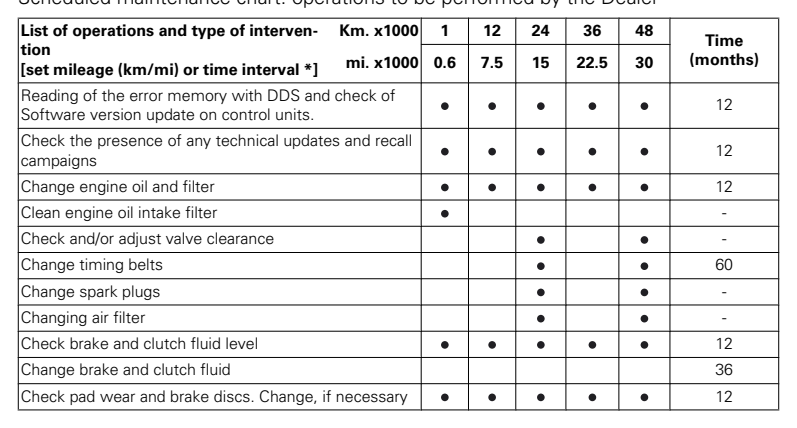 Scheduled maintenance chart: operations to be performed by the Dealer
List of operations and type of interven- Km. x1000 1 12 24 36 48 Time
tion
[set mileage (km/mi) or time interval *] mi. x1000 0.6 7.5 15 22.5 30 (months)
Reading of the error memory with DDS and check of
Software version update on control units. ● ● ● ● ● 12
Check the presence of any technical updates and recall
campaigns ● ● ● ● ● 12
Change engine oil and filter ● ● ● ● ● 12
Clean engine oil intake filter ● -
Check and/or adjust valve clearance ● ● -
Change timing belts ● ● 60
Change spark plugs ● ● -
Changing air filter ● ● -
Check brake and clutch fluid level ● ● ● ● ● 12
Change brake and clutch fluid 36
Check pad wear and brake discs. Change, if necessary ● ● ● ● ● 12